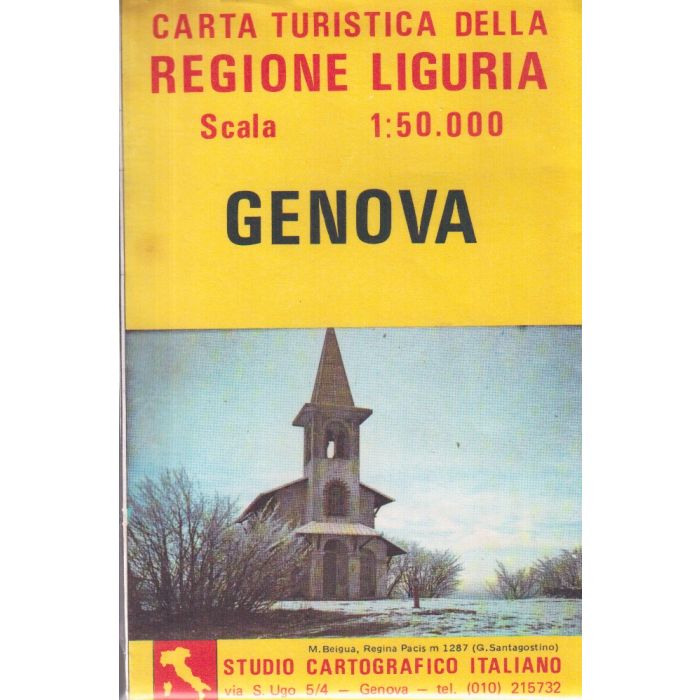 CARTA TURISTICA DELLA
REGIONE LIGURIA
Scala 1:50.000
GENOVA
M. Beigua, Regina Pacis m 1287 (G. Santagostino)
STUDIO CARTOGRAFICO ITALIANO
via S. Ugo 5/4 — Genova — tel. (010) 215732